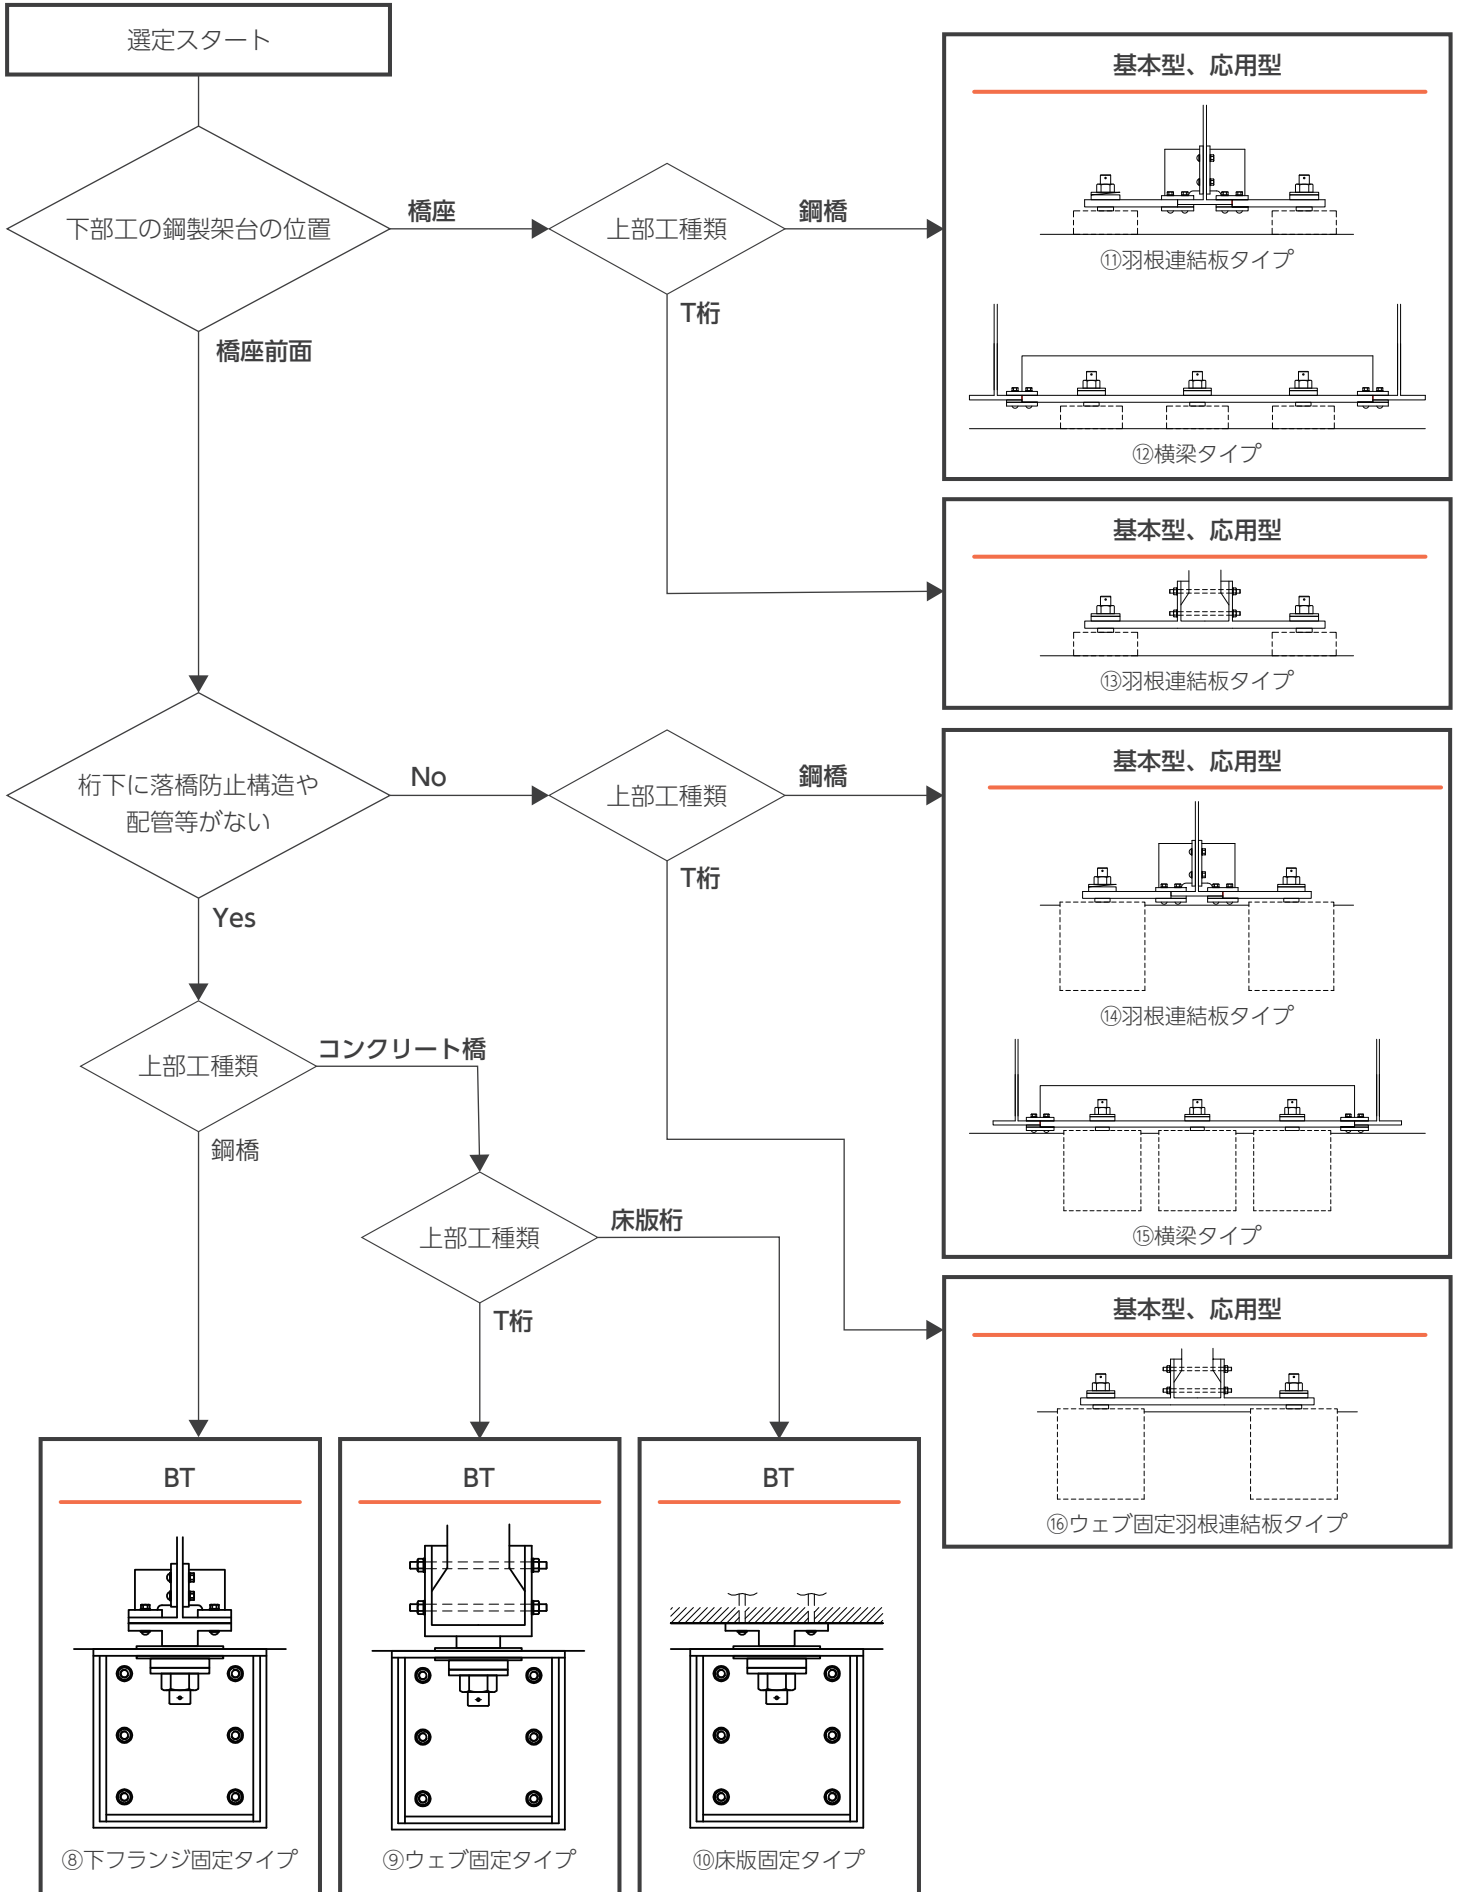 選定スタート
下部工の鋼製架台の位置
橋座
上部工種類
鋼橋
T桁
橋座前面
基本型、応用型
⑪羽根連結板タイプ
⑫横梁タイプ
基本型、応用型
⑬羽根連結板タイプ
桁下に落橋防止構造や
配管等がない
No
上部工種類
鋼橋
T桁
Yes
基本型、応用型
⑭羽根連結板タイプ
⑮横梁タイプ
上部工種類
コンクリート橋
鋼橋
上部工種類
床版桁
T桁
基本型、応用型
⑯ウェブ固定羽根連結板タイプ
BT
⑧下フランジ固定タイプ
BT
⑨ウェブ固定タイプ
BT
⑩床版固定タイプ